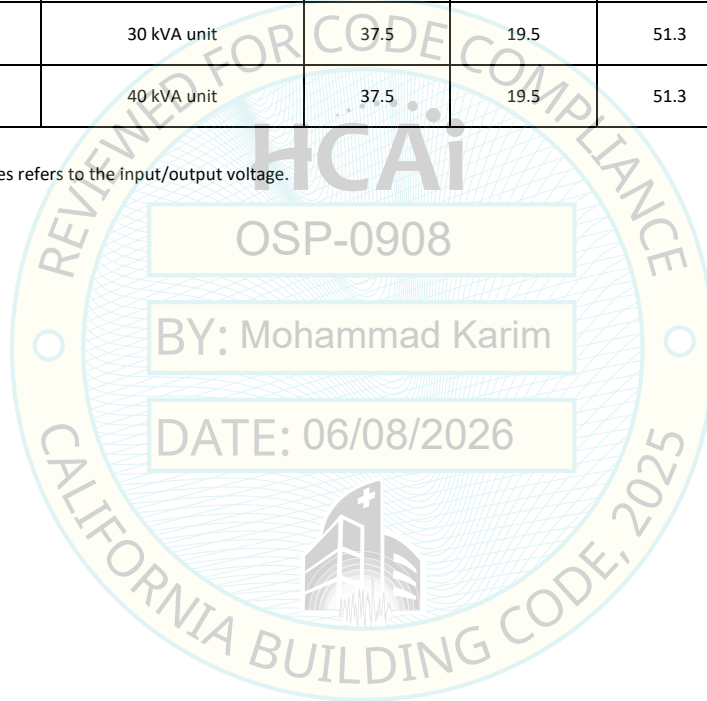 30 kVA unit 37.5 19.5 51.3
40 kVA unit 37.5 19.5 51.3
es refers to the input/output voltage.
REVIEWED FOR CODE COMPLIANCE
HCAi
OSP-0908
BY: Mohammad Karim
DATE: 06/08/2026
CALIFORNIA BUILDING CODE, 2025